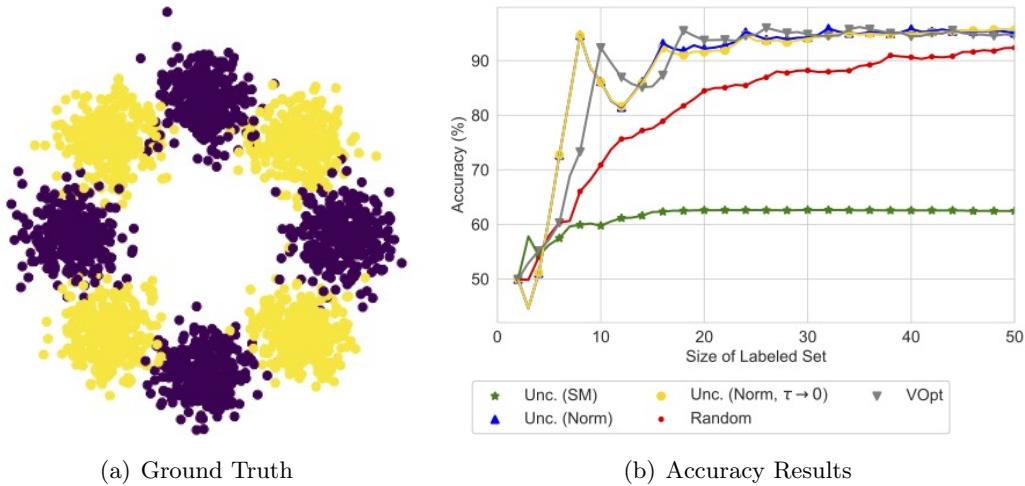 90
80
70
60
50
Accuracy (%)
0 10 20 30 40 50
Size of Labeled Set
Unc. (SM) Unc. (Norm, τ → 0) VOpt
Unc. (Norm) Random
(a) Ground Truth (b) Accuracy Results